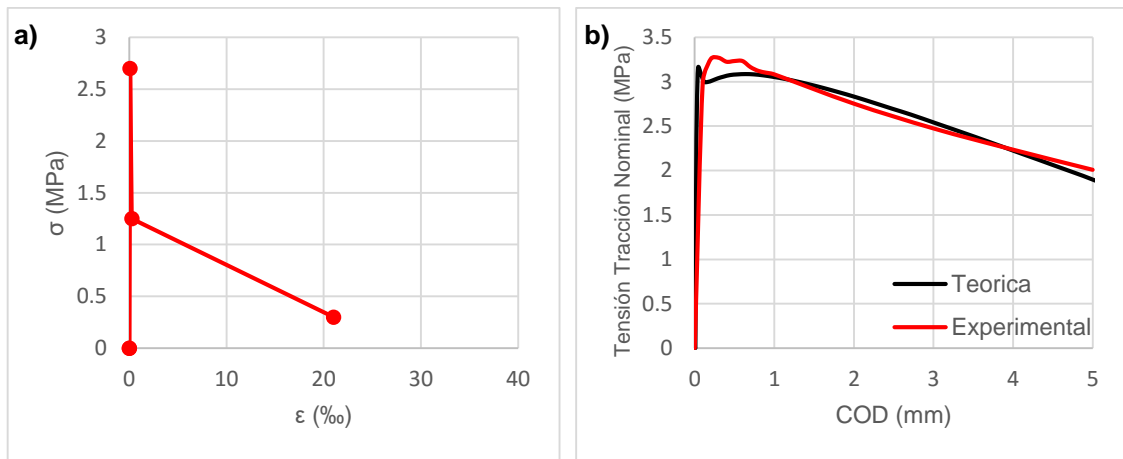 a)
3
2.5
2
1.5
1
0.5
0
σ (MPa)
0 10 20 30 40
ε (‰)
b)
3.5
3
2.5
2
1.5
1
0.5
0
Tensión Tracción Nominal (MPa)
Teorica
Experimental
0 1 2 3 4 5
COD (mm)